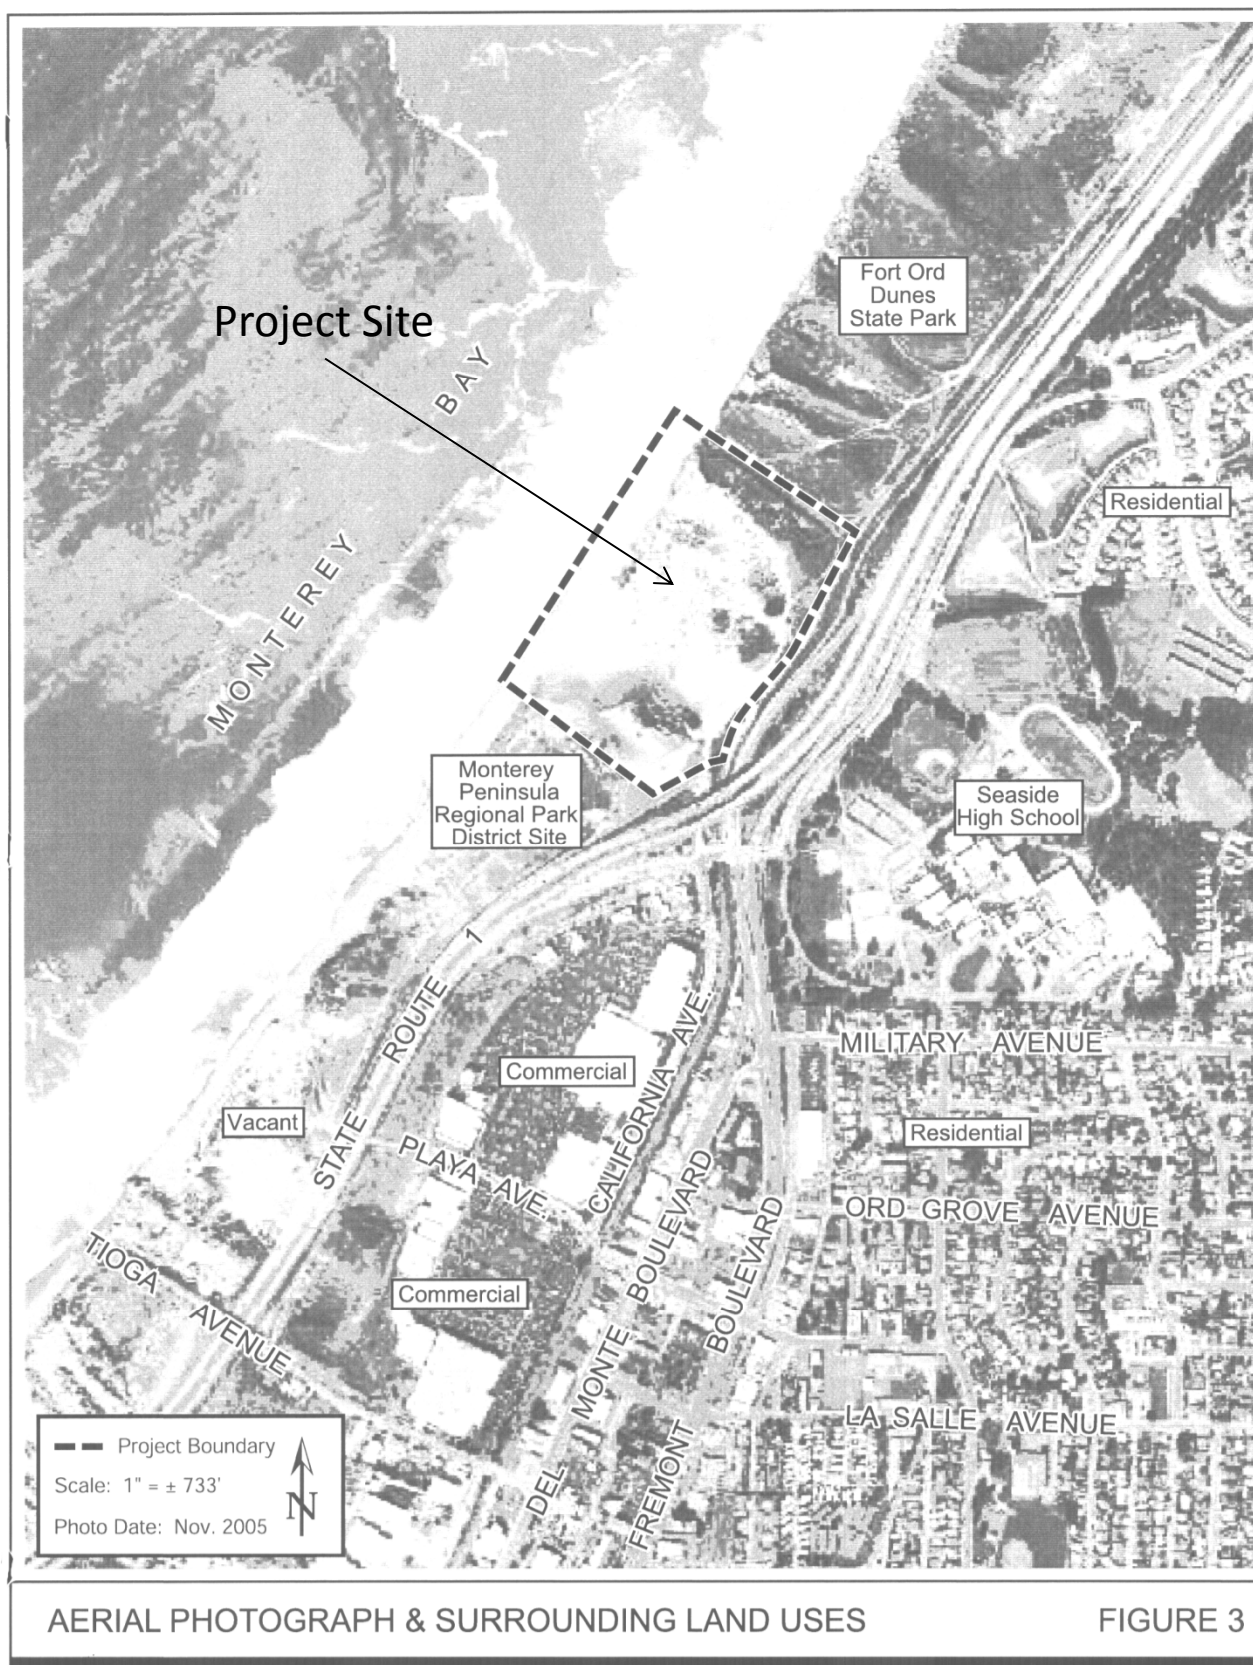 Project Site
MONTEREY BAY
Fort Ord
Dunes
State Park
Residential
Monterey
Peninsula
Regional Park
District Site
Seaside
High School
STATE ROUTE 1
Commercial
CALIFORNIA AVE.
MILITARY AVENUE
Vacant
PLAYA AVE.
Residential
ORD GROVE AVENUE
TIOGA AVENUE
Commercial
DEL MONTE BOULEVARD
FREMONT BOULEVARD
LA SALLE AVENUE
Project Boundary
Scale: 1" = ± 733'
Photo Date: Nov. 2005
N
AERIAL PHOTOGRAPH & SURROUNDING LAND USES
FIGURE 3